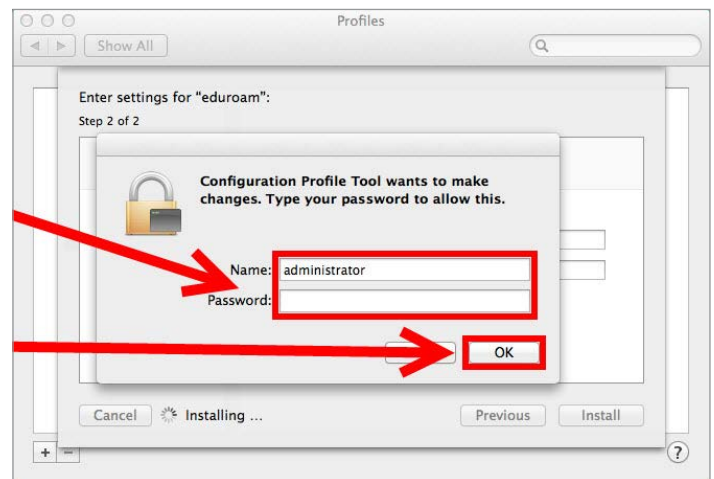 Profiles
Show All
Enter settings for "eduroam":
Step 2 of 2
Configuration Profile Tool wants to make
changes. Type your password to allow this.
Name: administrator
Password:
OK
Cancel Installing ... Previous Install
+ - ?